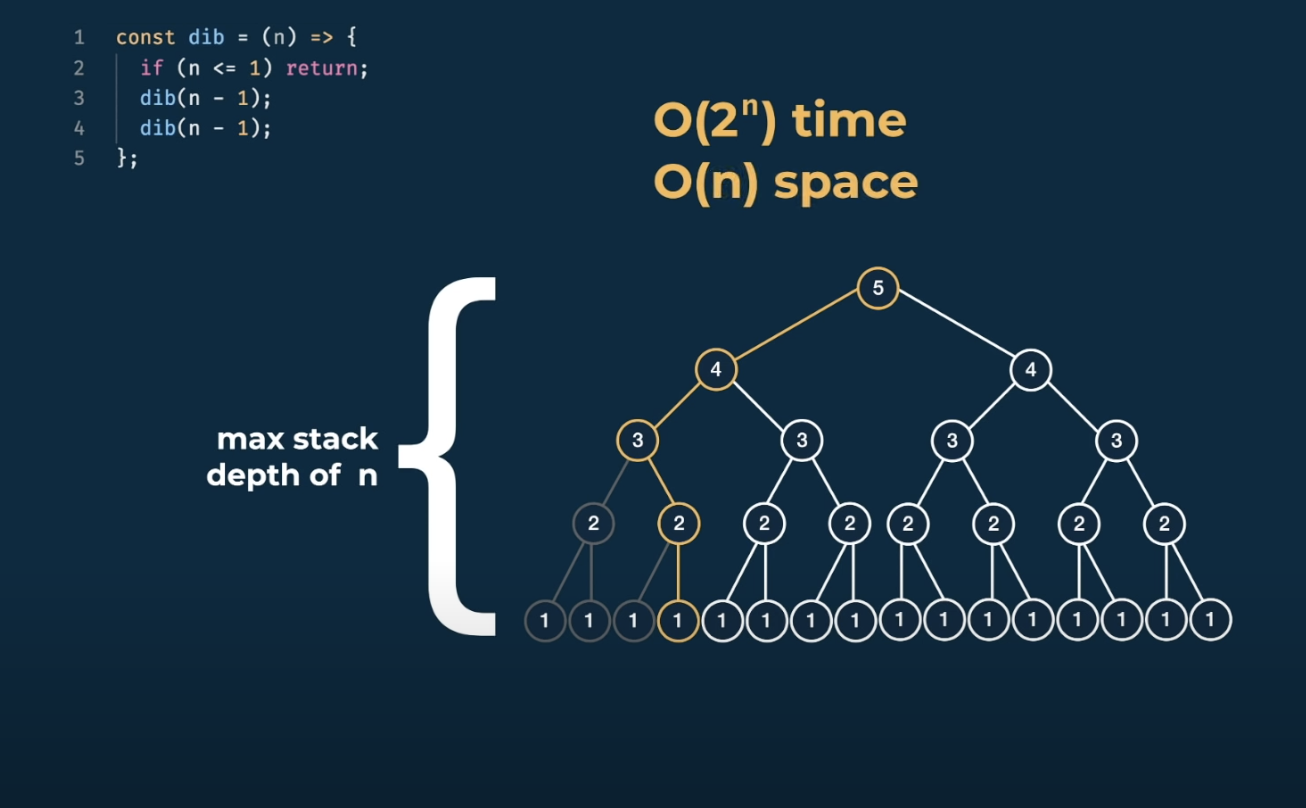 1 const dib = (n) => {
2 if (n <= 1) return;
3 dib(n - 1);
4 dib(n - 1);
5 };
O(2ⁿ) time
O(n) space
max stack
depth of n
5
4 4
3 3 3 3
2 2 2 2 2 2 2 2
1 1 1 1 1 1 1 1 1 1 1 1 1 1 1 1